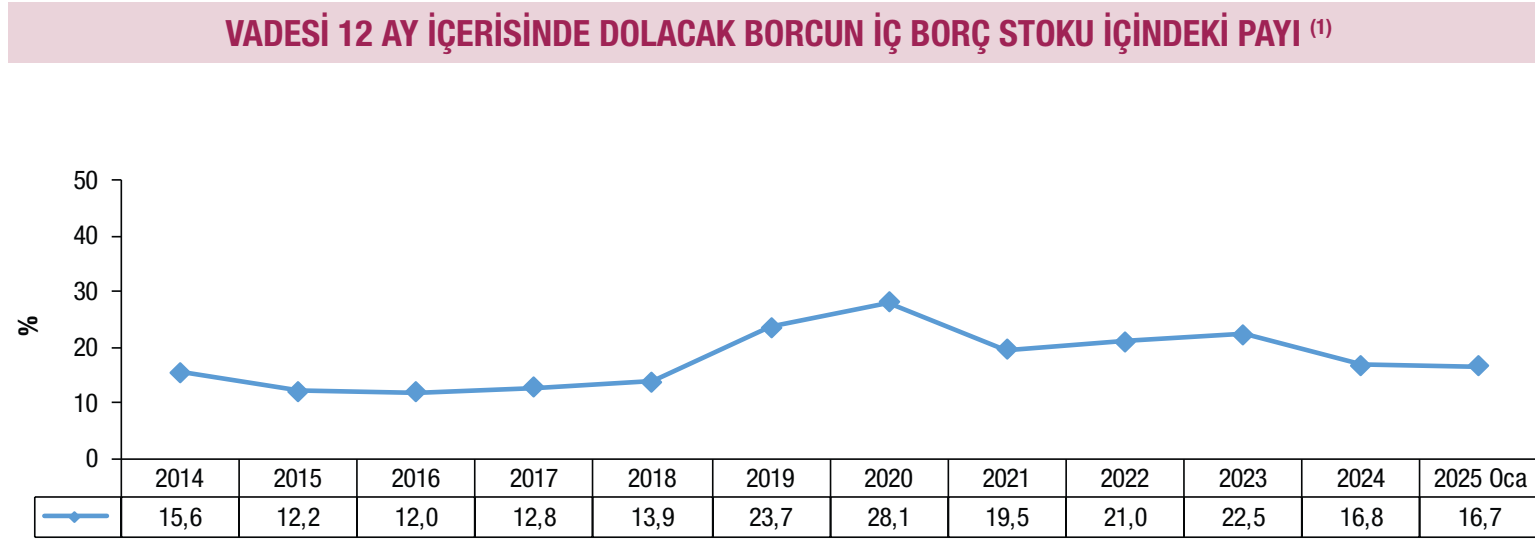 VADESİ 12 AY İÇERİSİNDE DOLACAK BORCUN İÇ BORÇ STOKU İÇİNDEKİ PAYI (1)
50
40
30
20
10
0
%
2014 2015 2016 2017 2018 2019 2020 2021 2022 2023 2024 2025 Oca
15,6 12,2 12,0 12,8 13,9 23,7 28,1 19,5 21,0 22,5 16,8 16,7